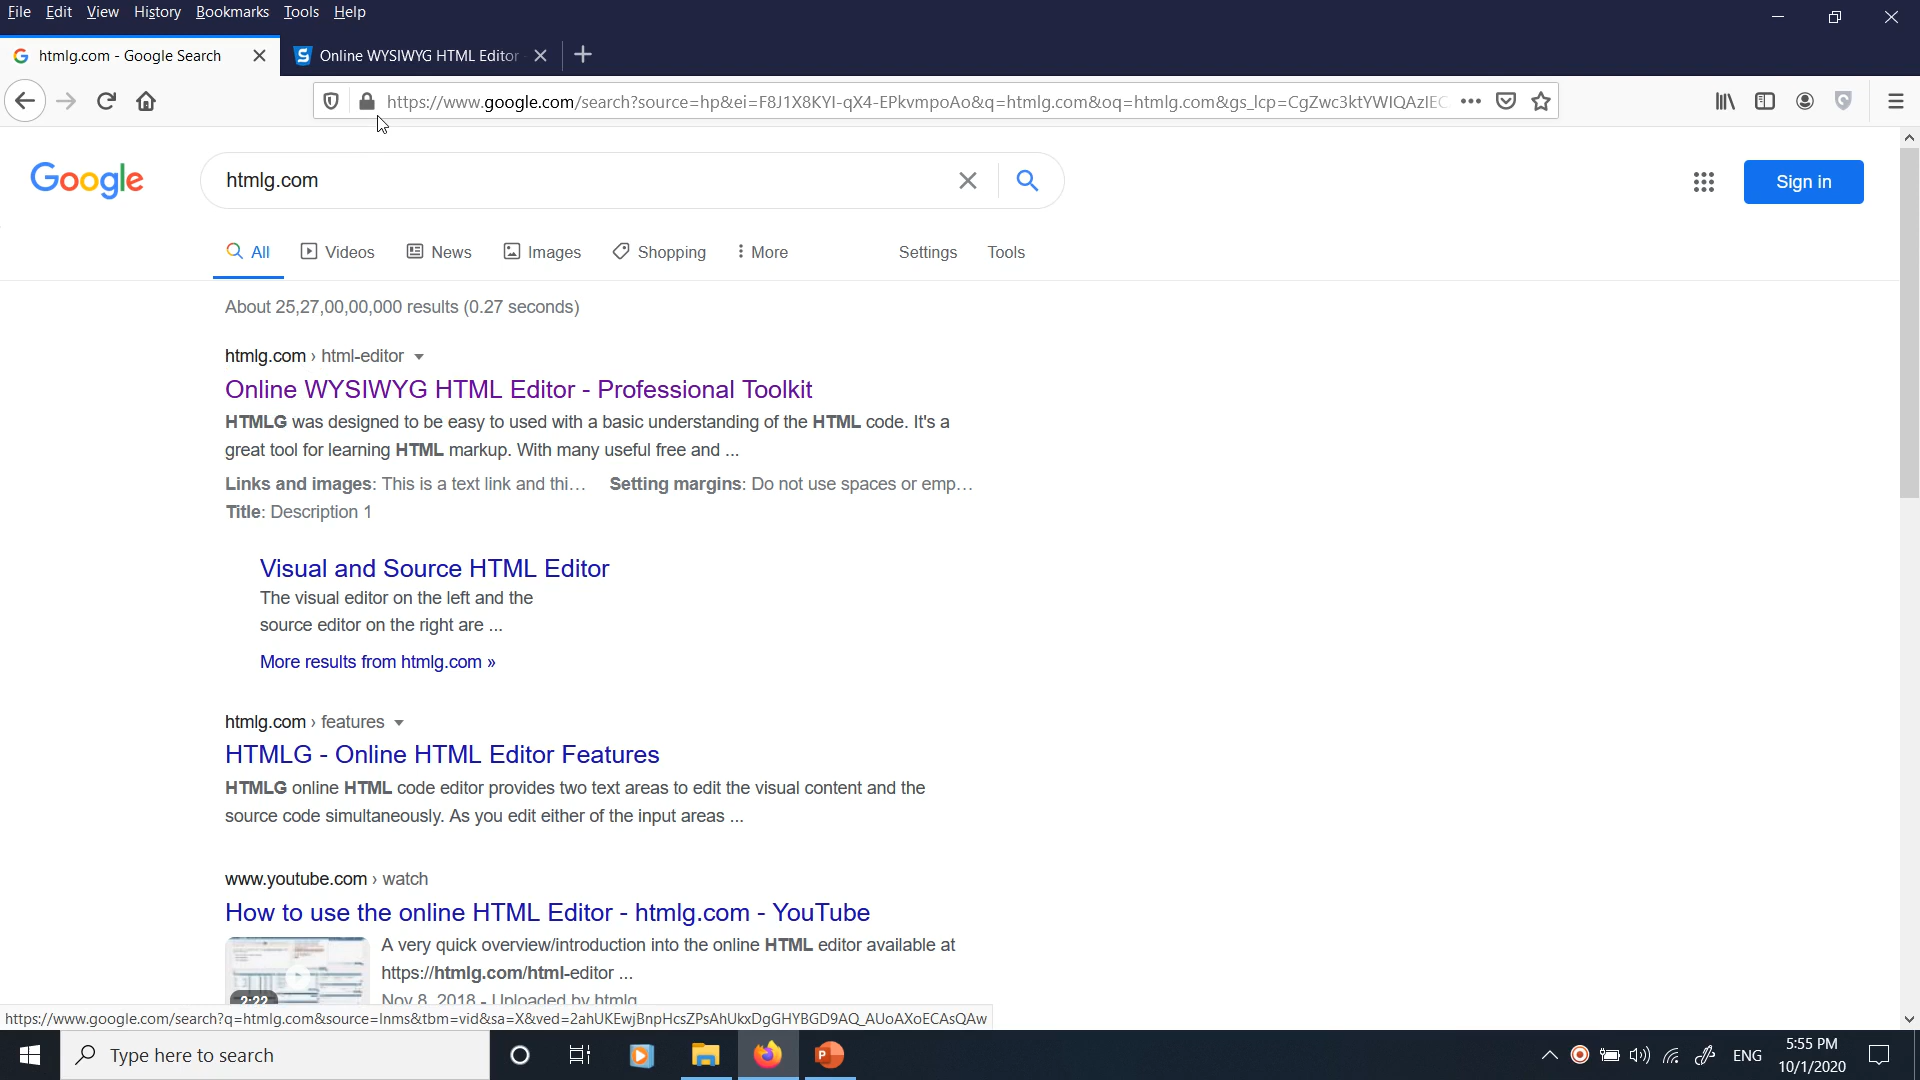 File Edit View History Bookmarks Tools Help
htmlg.com - Google Search
Online WYSIWYG HTML Editor
https://www.google.com/search?source=hp&ei=F8J1X8KYI-qX4-EPkvmpoAo&q=htmlg.com&oq=htmlg.com&gs_lcp=CgZwc3ktYWIQAzIEC
Google
htmlg.com
Sign in
All Videos News Images Shopping More Settings Tools
About 25,27,00,00,000 results (0.27 seconds)
htmlg.com › html-editor
Online WYSIWYG HTML Editor - Professional Toolkit
HTMLG was designed to be easy to used with a basic understanding of the HTML code. It's a
great tool for learning HTML markup. With many useful free and ...
Links and images: This is a text link and thi... Setting margins: Do not use spaces or emp...
Title: Description 1
Visual and Source HTML Editor
The visual editor on the left and the
source editor on the right are ...
More results from htmlg.com »
htmlg.com › features
HTMLG - Online HTML Editor Features
HTMLG online HTML code editor provides two text areas to edit the visual content and the
source code simultaneously. As you edit either of the input areas ...
www.youtube.com › watch
How to use the online HTML Editor - htmlg.com - YouTube
A very quick overview/introduction into the online HTML editor available at
https://htmlg.com/html-editor ...
2:22
Nov 8, 2018 - Uploaded by htmlg
https://www.google.com/search?q=htmlg.com&source=lnms&tbm=vid&sa=X&ved=2ahUKEwjBnpHcsZPsAhUkxDgGHYBGD9AQ_AUoAXoECAsQAw
Type here to search
ENG
5:55 PM
10/1/2020